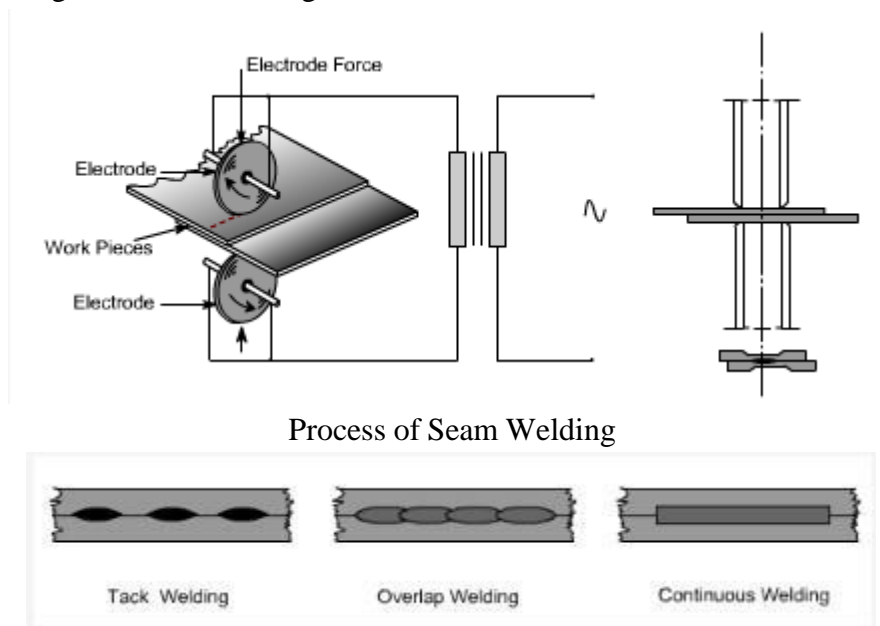 Electrode Force
Electrode
Work Pieces
Electrode
Process of Seam Welding
Tack Welding
Overlap Welding
Continuous Welding